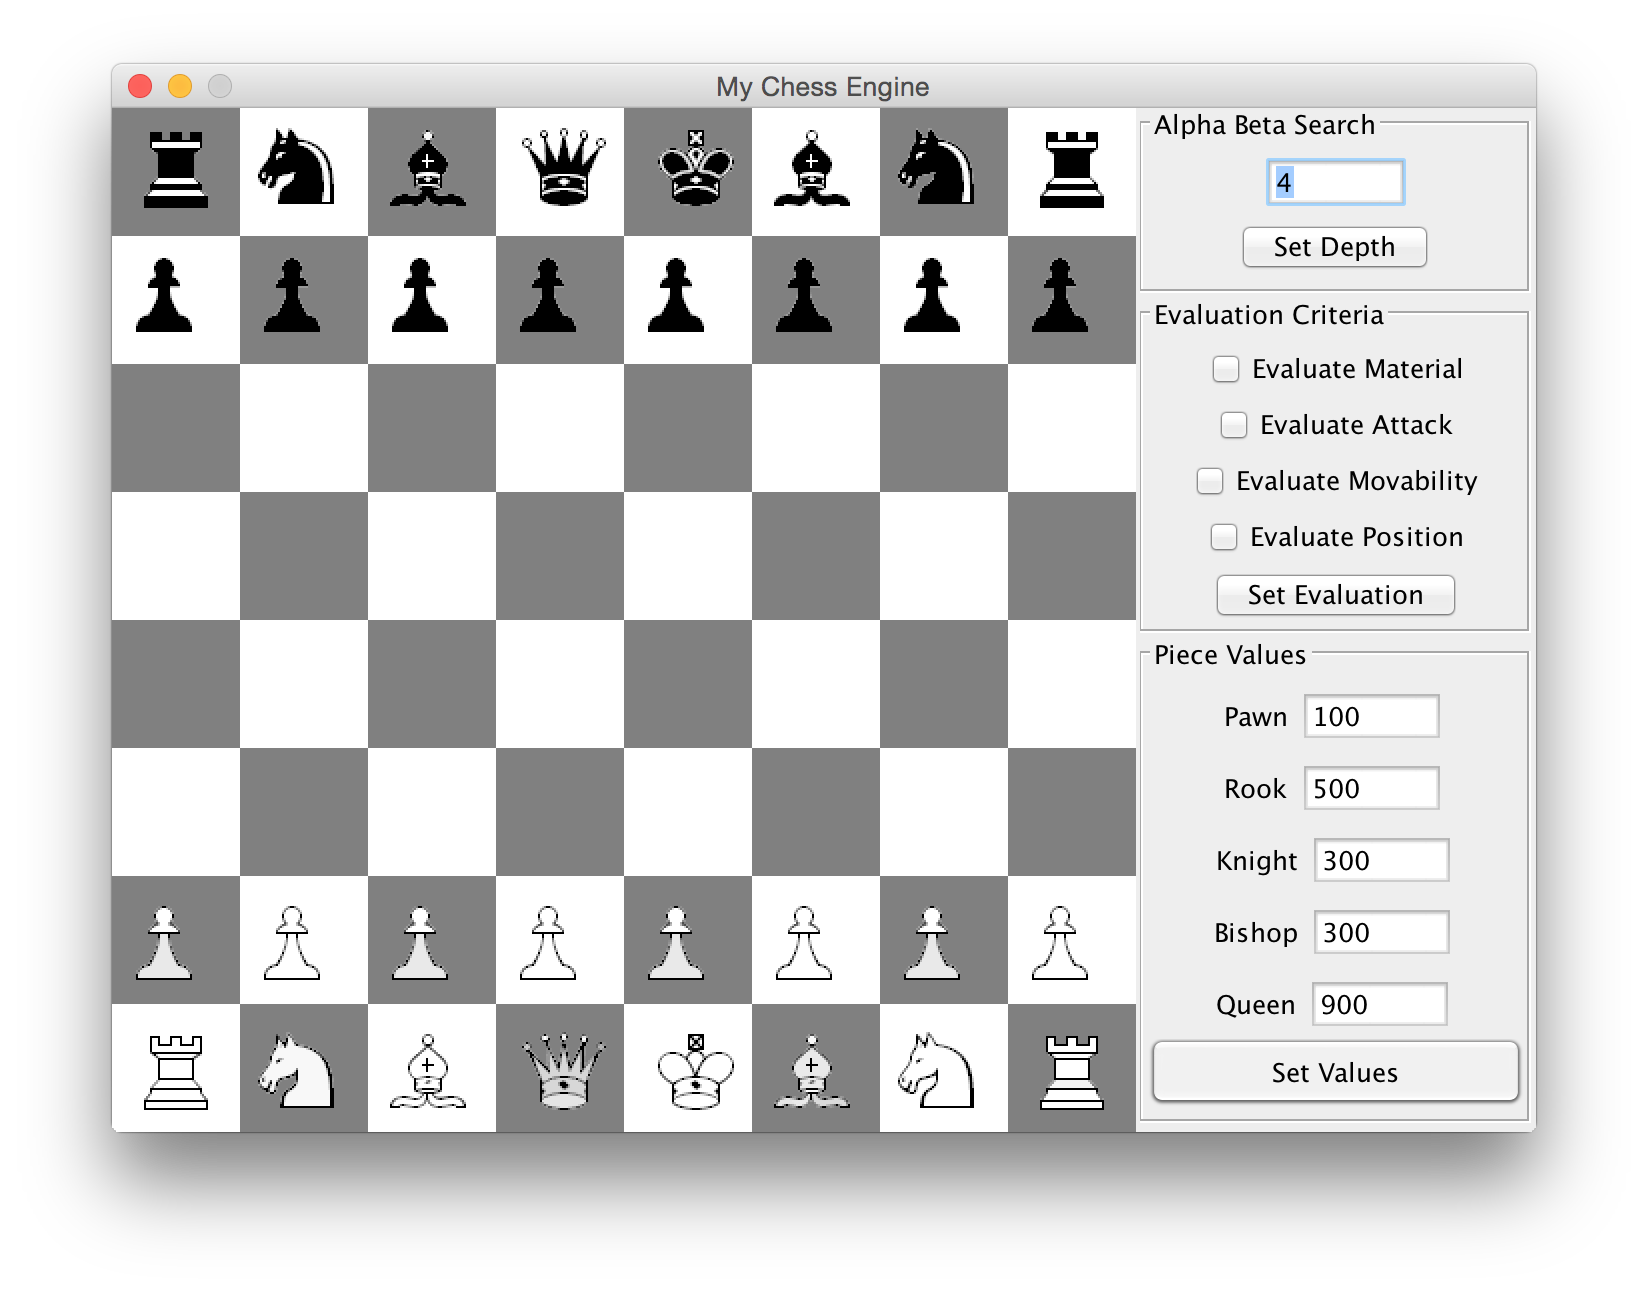 My Chess Engine
Alpha Beta Search
4
Set Depth
Evaluation Criteria
Evaluate Material
Evaluate Attack
Evaluate Movability
Evaluate Position
Set Evaluation
Piece Values
Pawn 100
Rook 500
Knight 300
Bishop 300
Queen 900
Set Values